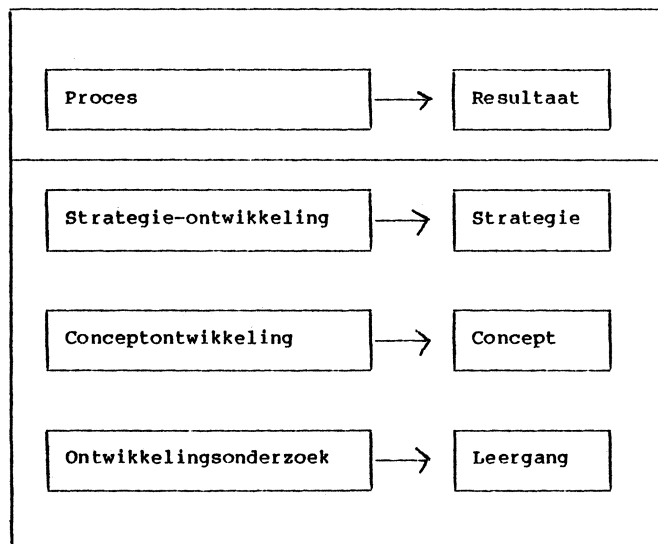 Proces Resultaat
Strategie-ontwikkeling Strategie
Conceptontwikkeling Concept
Ontwikkelingsonderzoek Leergang